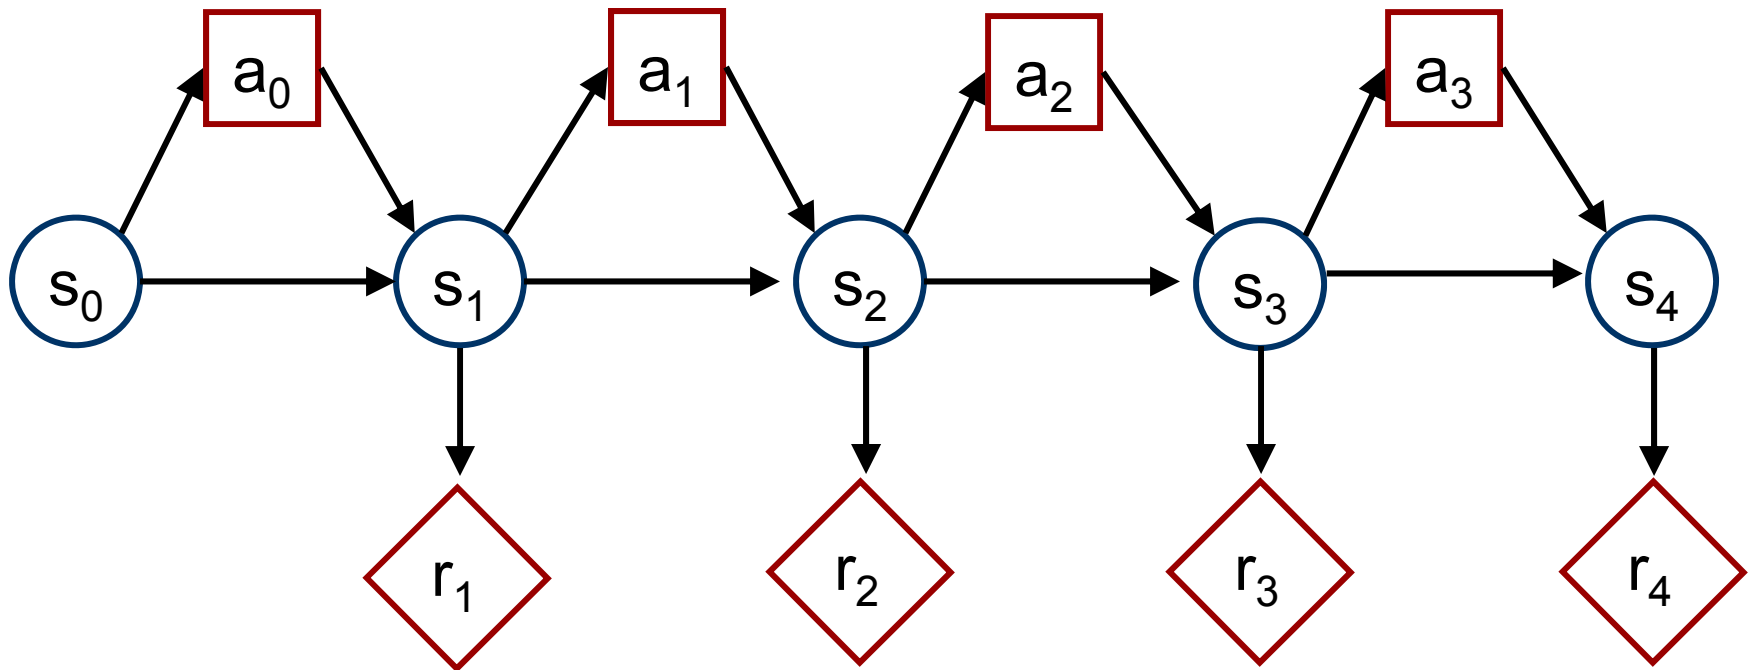 a₀ a₁ a₂ a₃
s₀ s₁ s₂ s₃ s₄
r₁ r₂ r₃ r₄